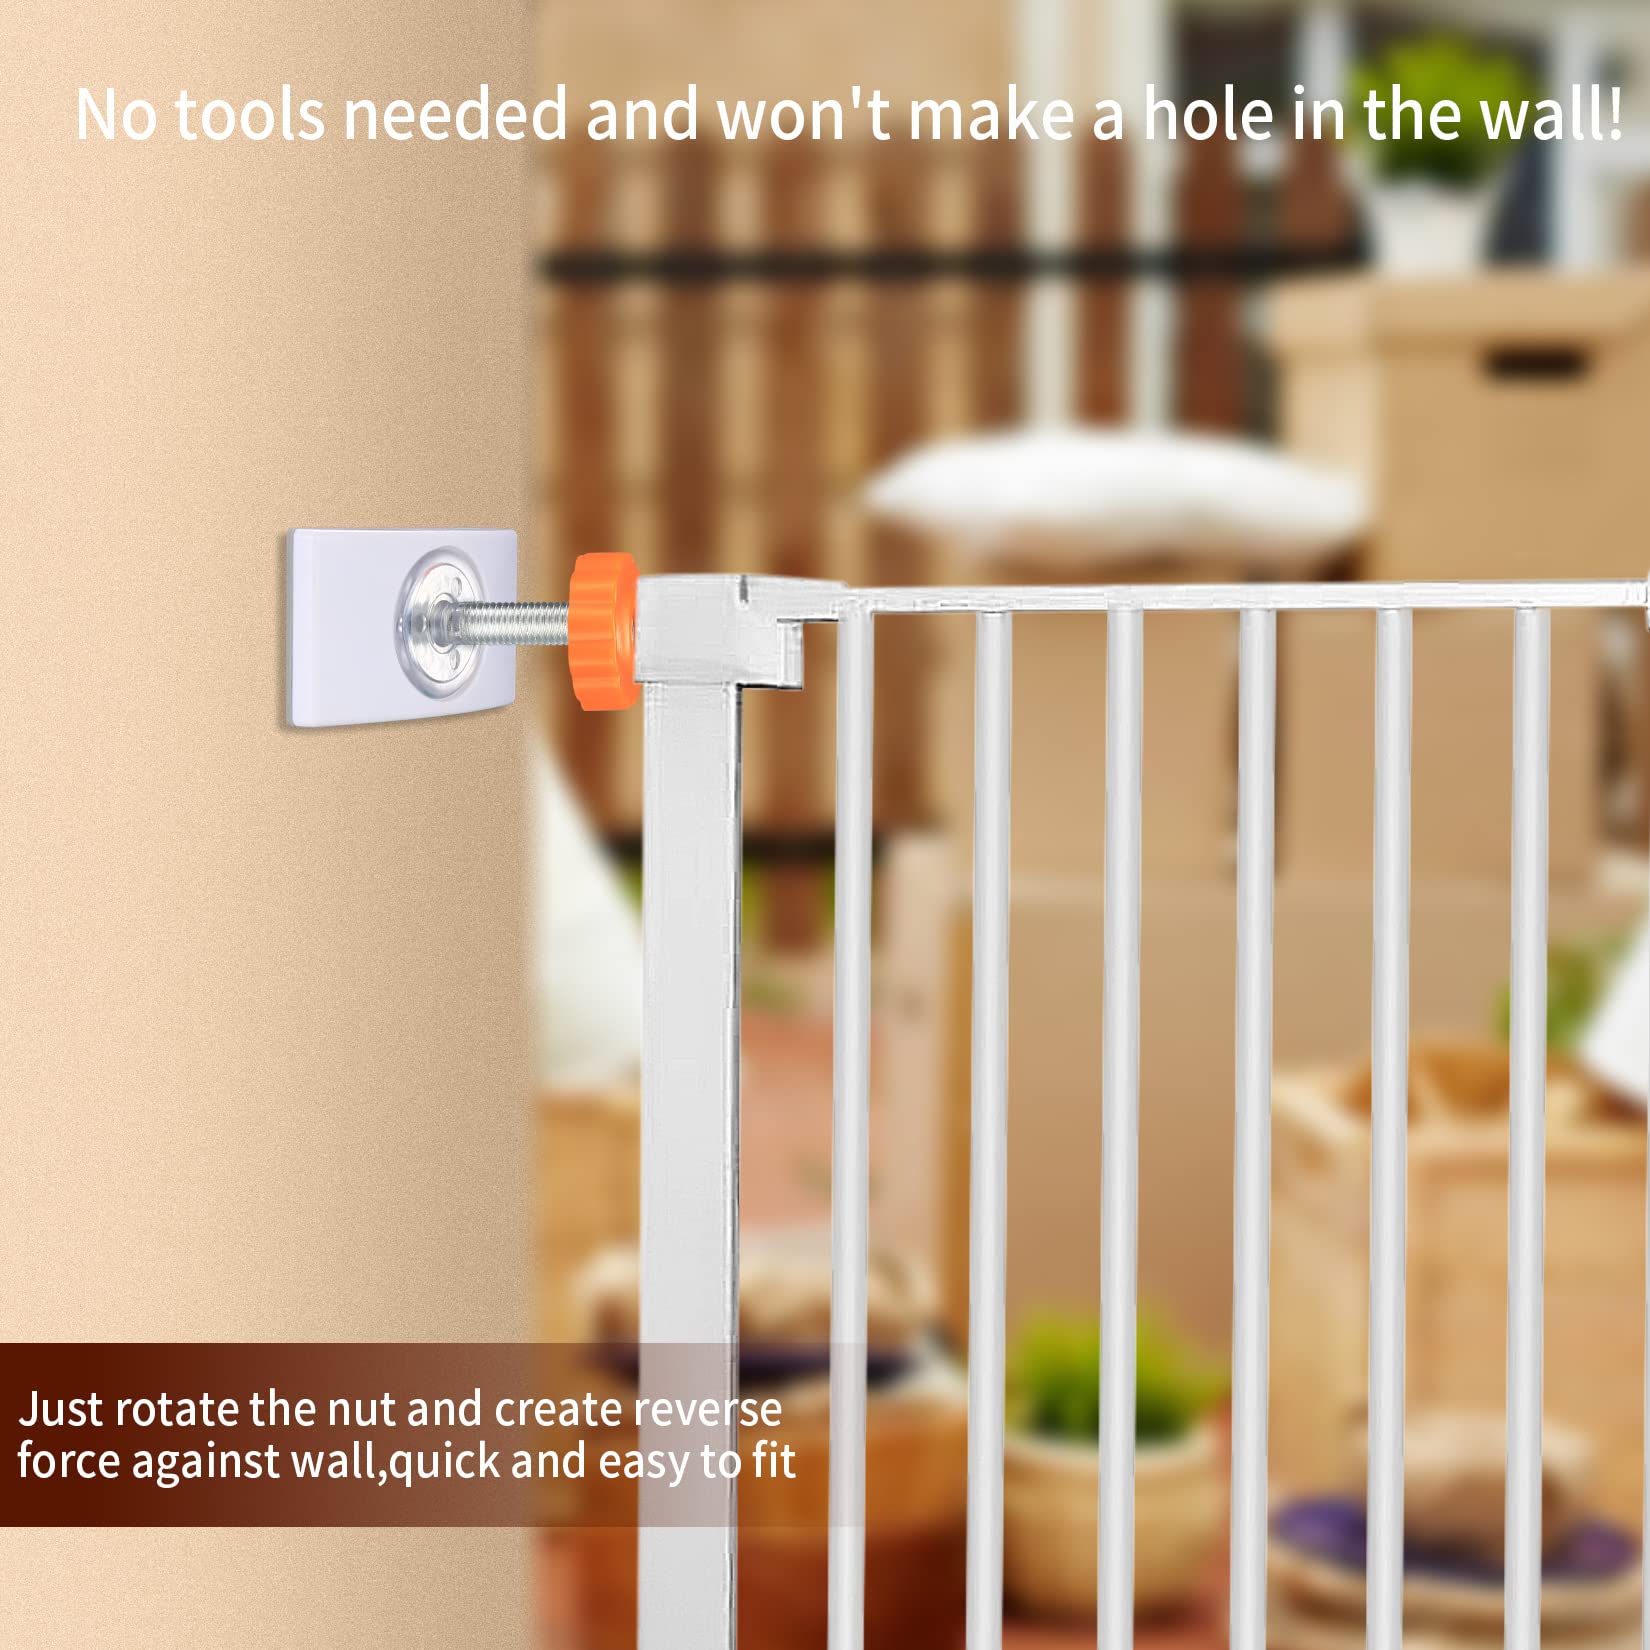 No tools needed and won't make a hole in the wall!
Just rotate the nut and create reverse
force against wall,quick and easy to fit